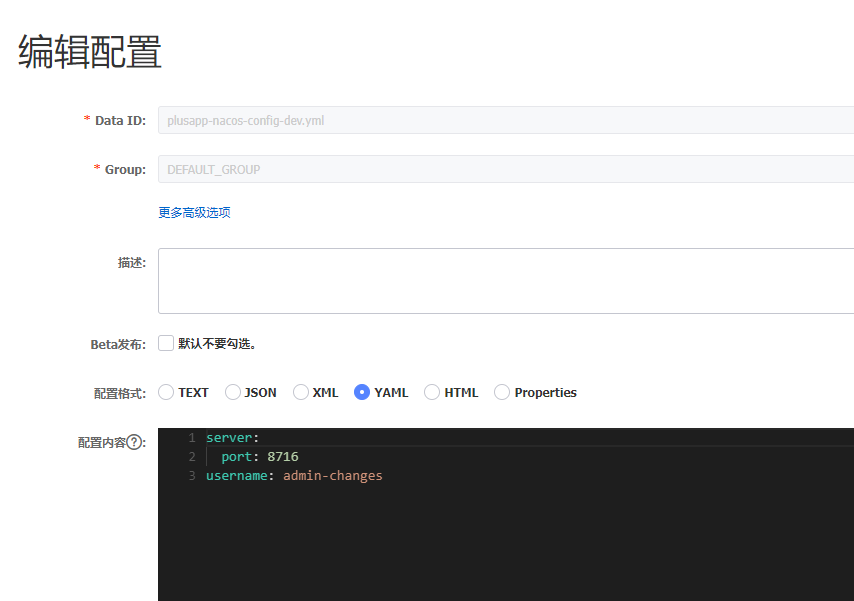 编辑配置
* Data ID: plusapp-nacos-config-dev.yml
* Group: DEFAULT_GROUP
更多高级选项
描述:
Beta发布: 默认不要勾选。
配置格式: TEXT JSON XML YAML HTML Properties
配置内容?: 1 server:
2 port: 8716
3 username: admin-changes